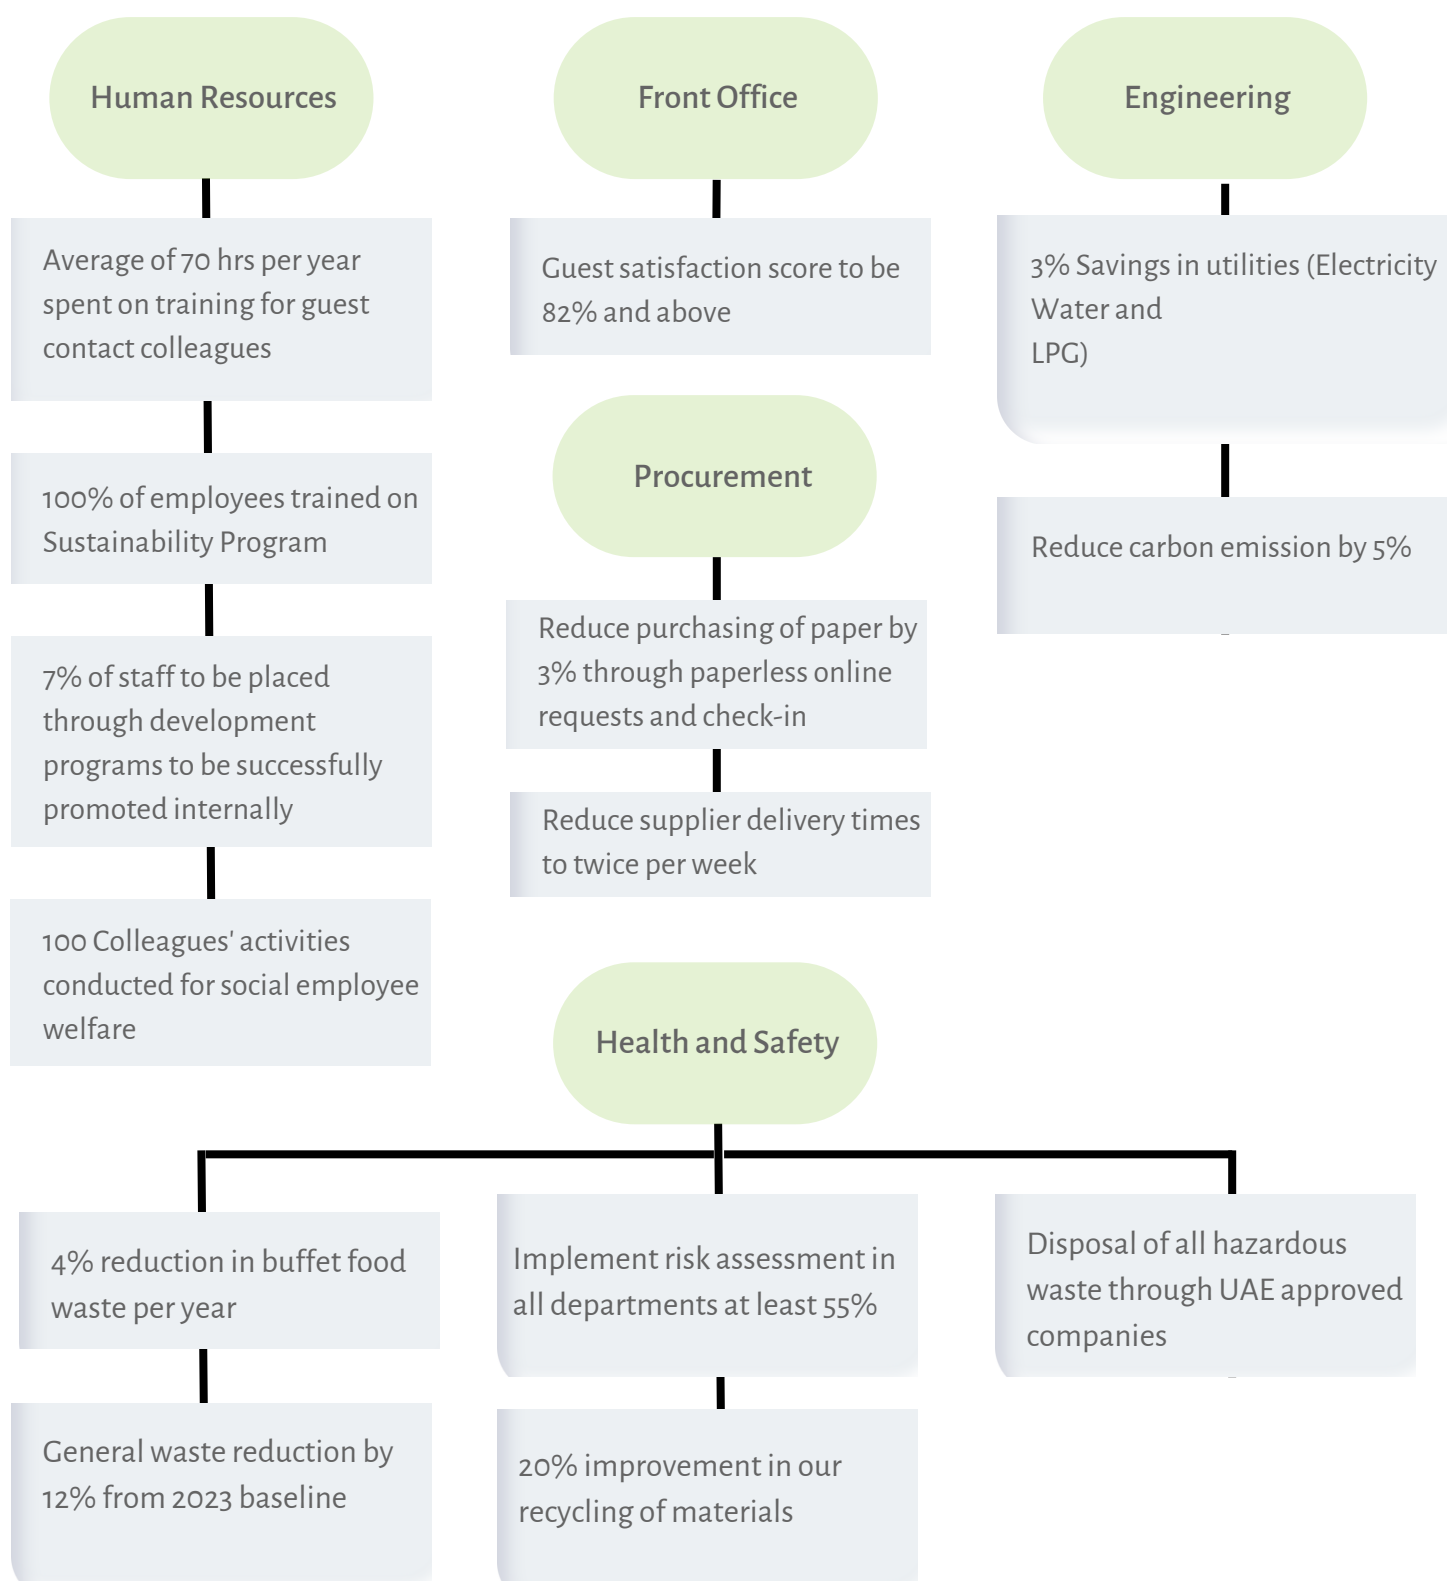 Human Resources
Average of 70 hrs per year
spent on training for guest
contact colleagues
100% of employees trained on
Sustainability Program
7% of staff to be placed
through development
programs to be successfully
promoted internally
100 Colleagues' activities
conducted for social employee
welfare
Front Office
Guest satisfaction score to be
82% and above
Procurement
Reduce purchasing of paper by
3% through paperless online
requests and check-in
Reduce supplier delivery times
to twice per week
Engineering
3% Savings in utilities (Electricity
Water and
LPG)
Reduce carbon emission by 5%
Health and Safety
4% reduction in buffet food
waste per year
General waste reduction by
12% from 2023 baseline
Implement risk assessment in
all departments at least 55%
20% improvement in our
recycling of materials
Disposal of all hazardous
waste through UAE approved
companies